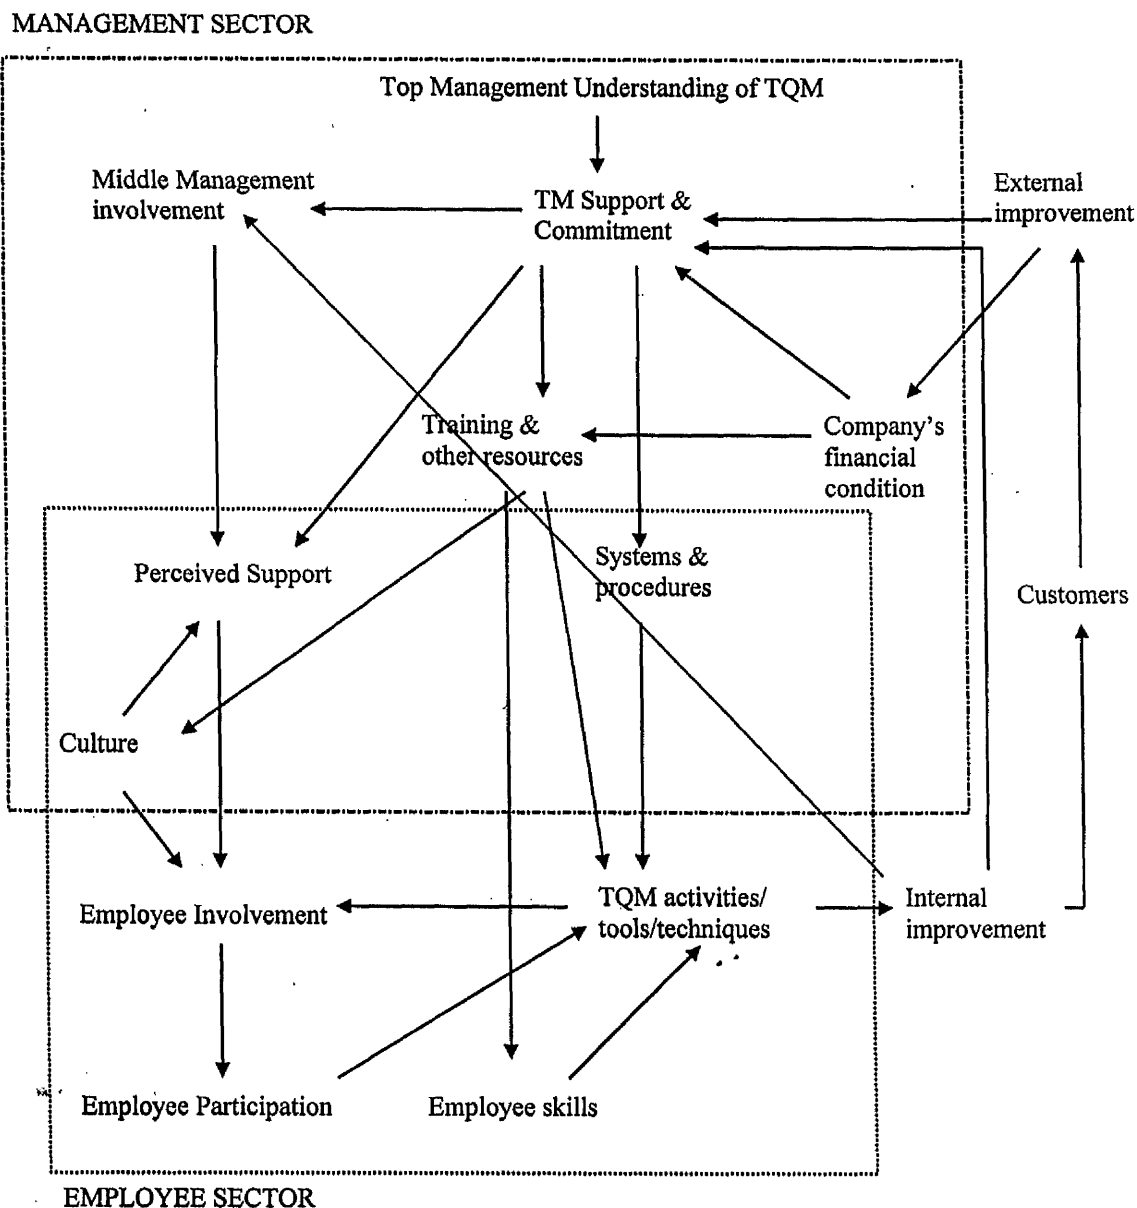 MANAGEMENT SECTOR
Top Management Understanding of TQM
Middle Management
involvement
TM Support &
Commitment
External
improvement
Training &
other resources
Company's
financial
condition
Perceived Support
Systems &
procedures
Customers
Culture
Employee Involvement
TQM activities/
tools/techniques
Internal
improvement
Employee Participation
Employee skills
EMPLOYEE SECTOR